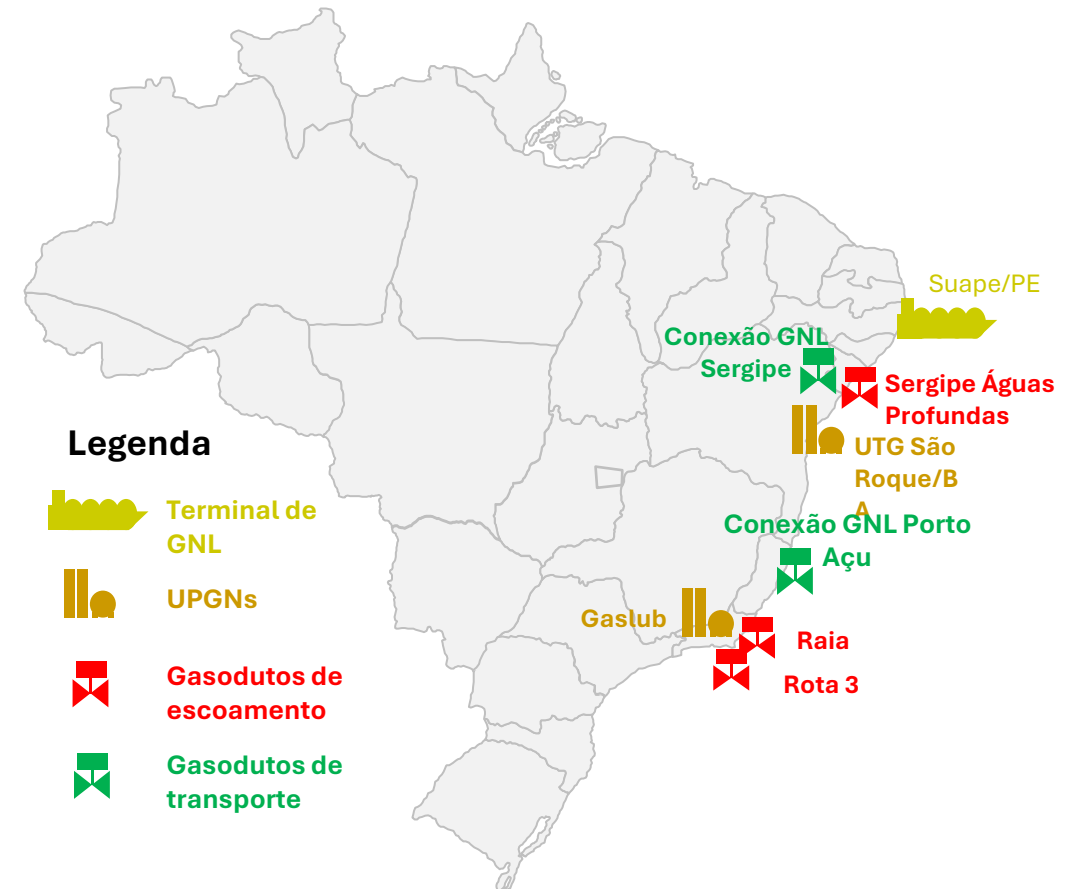 Suape/PE
Conexão GNL
Sergipe
Sergipe Águas
Profundas
UTG São
Roque/B
A
Conexão GNL Porto
Açu
Gaslub
Raia
Rota 3
Legenda
Terminal de
GNL
UPGNs
Gasodutos de
escoamento
Gasodutos de
transporte